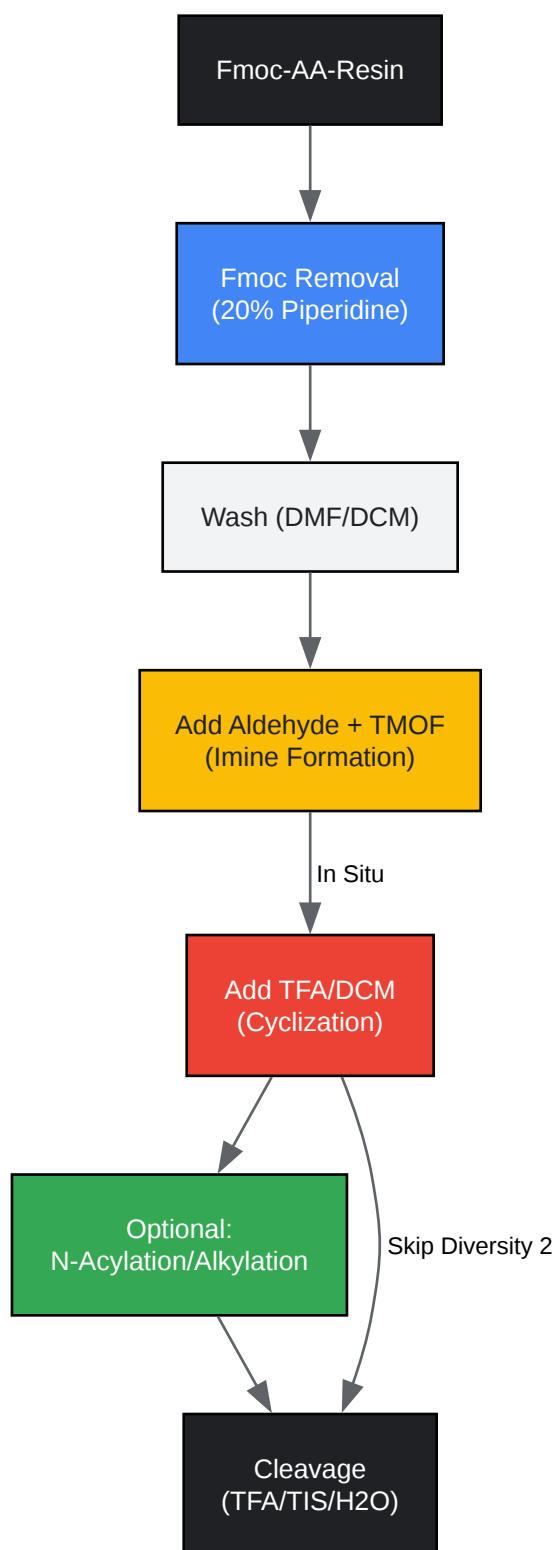 Fmoc-AA-Resin
Fmoc Removal
(20% Piperidine)
Wash (DMF/DCM)
Add Aldehyde + TMOF
(Imine Formation)
In Situ
Add TFA/DCM
(Cyclization)
Optional:
N-Acylation/Alkylation
Skip Diversity 2
Cleavage
(TFA/TIS/H2O)